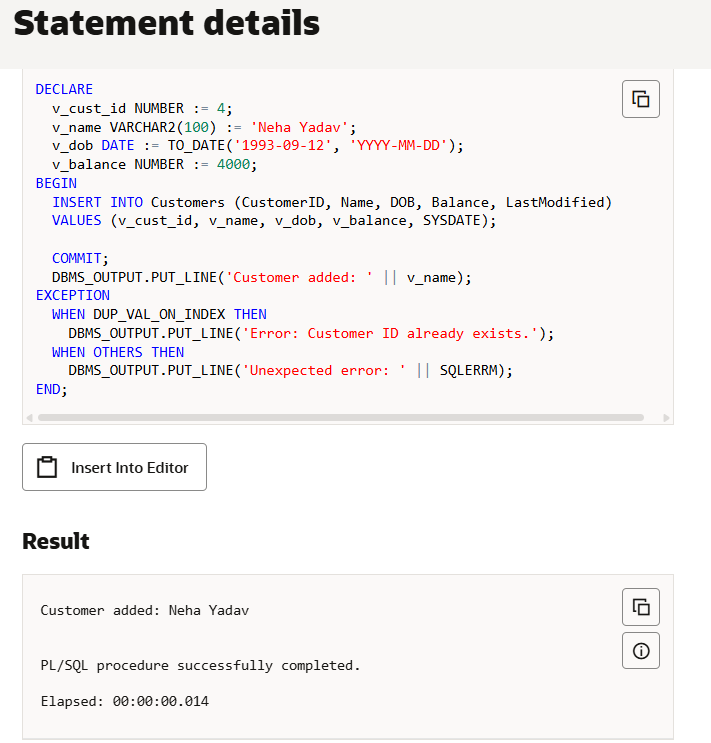 Statement details
DECLARE
  v_cust_id NUMBER := 4;
  v_name VARCHAR2(100) := 'Neha Yadav';
  v_dob DATE := TO_DATE('1993-09-12', 'YYYY-MM-DD');
  v_balance NUMBER := 4000;
BEGIN
  INSERT INTO Customers (CustomerID, Name, DOB, Balance, LastModified)
  VALUES (v_cust_id, v_name, v_dob, v_balance, SYSDATE);
  COMMIT;
  DBMS_OUTPUT.PUT_LINE('Customer added: ' || v_name);
EXCEPTION
  WHEN DUP_VAL_ON_INDEX THEN
    DBMS_OUTPUT.PUT_LINE('Error: Customer ID already exists.');
  WHEN OTHERS THEN
    DBMS_OUTPUT.PUT_LINE('Unexpected error: ' || SQLERRM);
END;
Insert Into Editor
Result
Customer added: Neha Yadav
PL/SQL procedure successfully completed.
Elapsed: 00:00:00.014